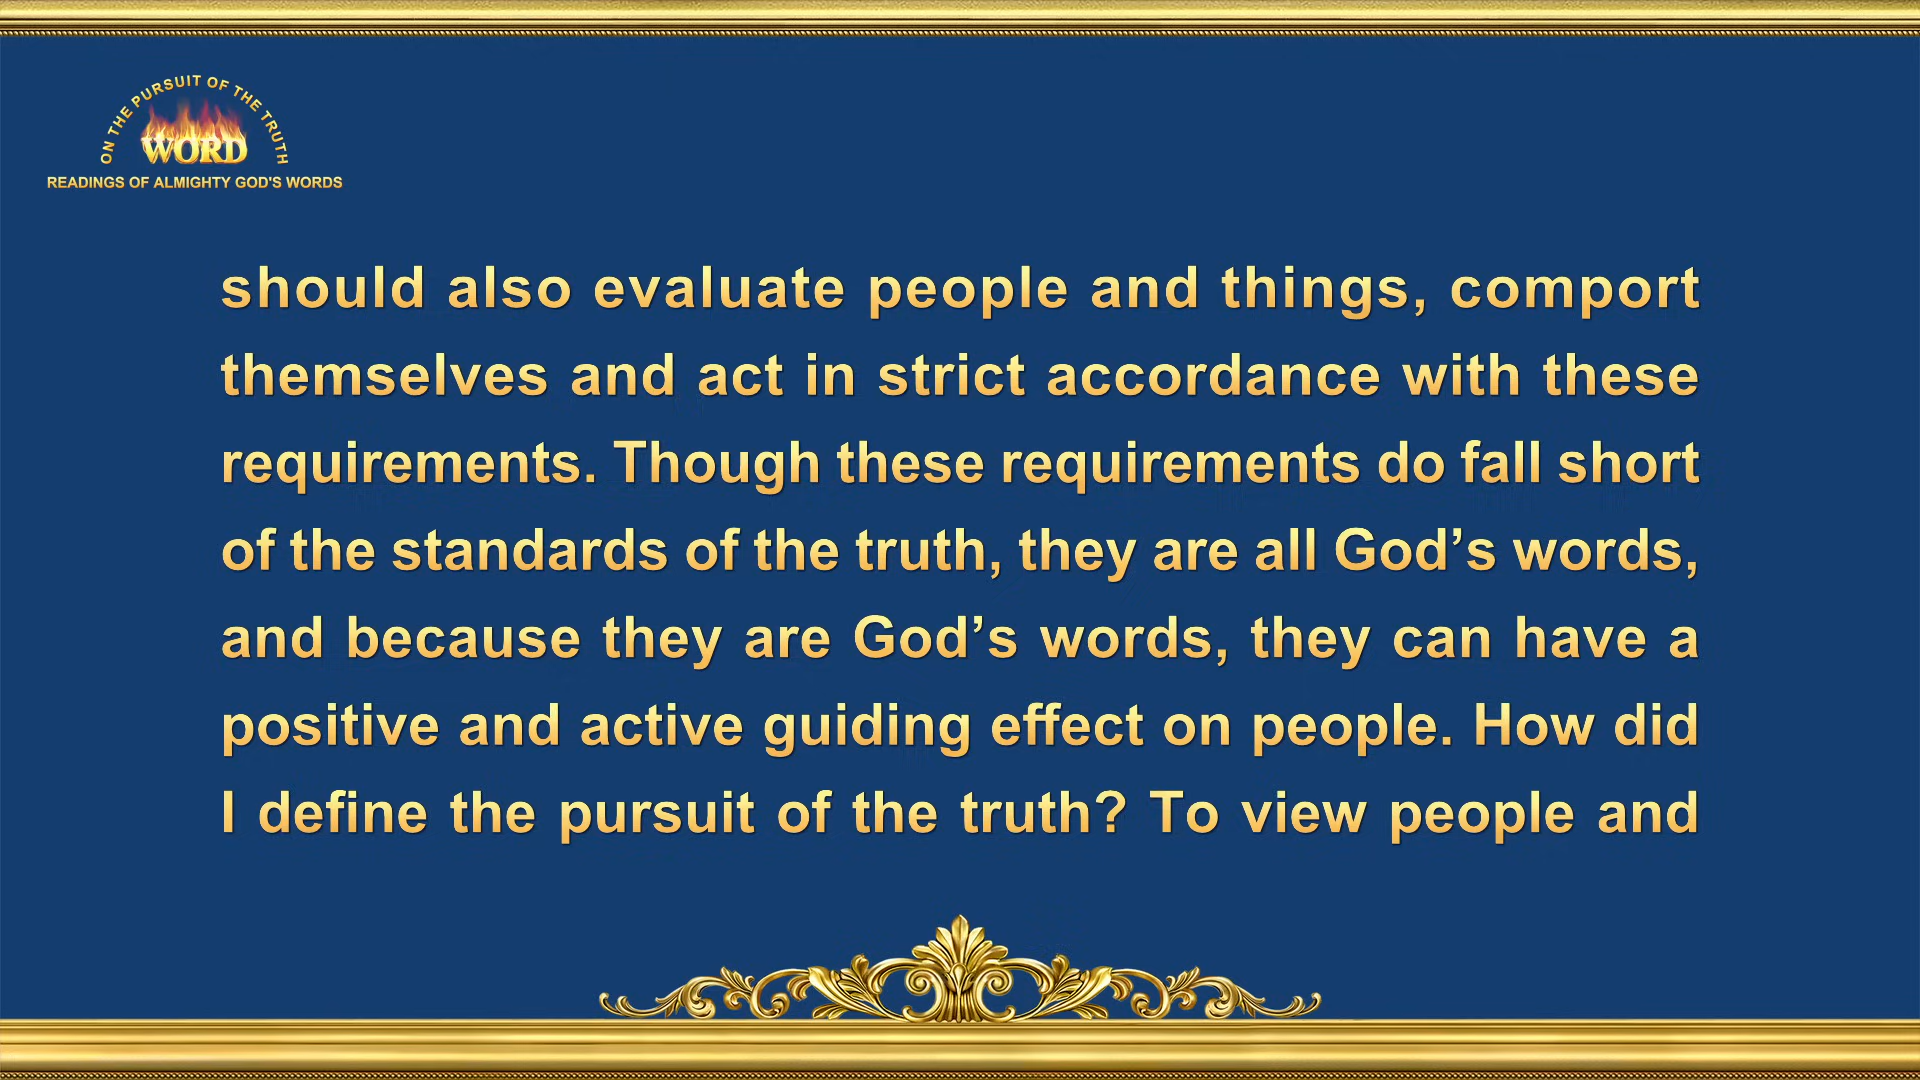 ON THE PURSUIT OF THE TRUTH
WORD
READINGS OF ALMIGHTY GOD'S WORDS
should also evaluate people and things, comport
themselves and act in strict accordance with these
requirements. Though these requirements do fall short
of the standards of the truth, they are all God’s words,
and because they are God’s words, they can have a
positive and active guiding effect on people. How did
I define the pursuit of the truth? To view people and